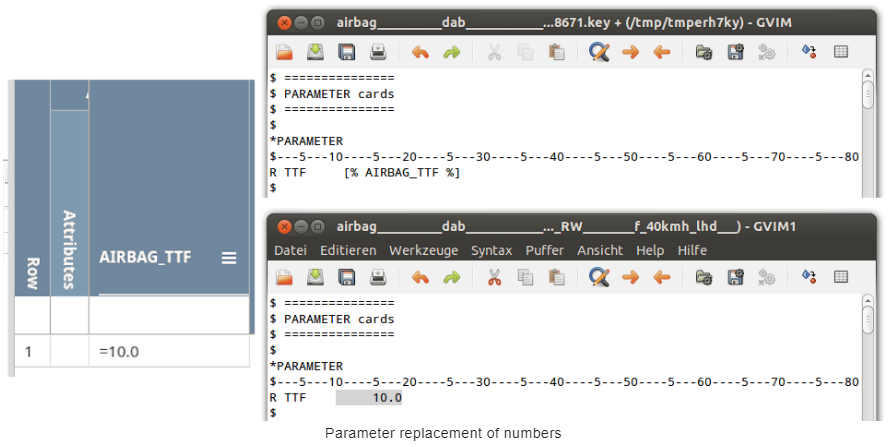 Row
Attributes
AIRBAG_TTF
1
=10.0
airbag_________dab___________...8671.key + (/tmp/tmperh7ky) - GVIM
$ ===============
$ PARAMETER cards
$ ===============
$
*PARAMETER
$---5---10----5---20----5---30----5---40----5---50----5---60----5---70----5---80
R TTF     [% AIRBAG_TTF %]
$
airbag_________dab___________..._RW_______f_40kmh_lhd__) - GVIM1
Datei Editieren Werkzeuge Syntax Puffer Ansicht Help Hilfe
$ ===============
$ PARAMETER cards
$ ===============
$
*PARAMETER
$---5---10----5---20----5---30----5---40----5---50----5---60----5---70----5---80
R TTF         10.0
$
Parameter replacement of numbers